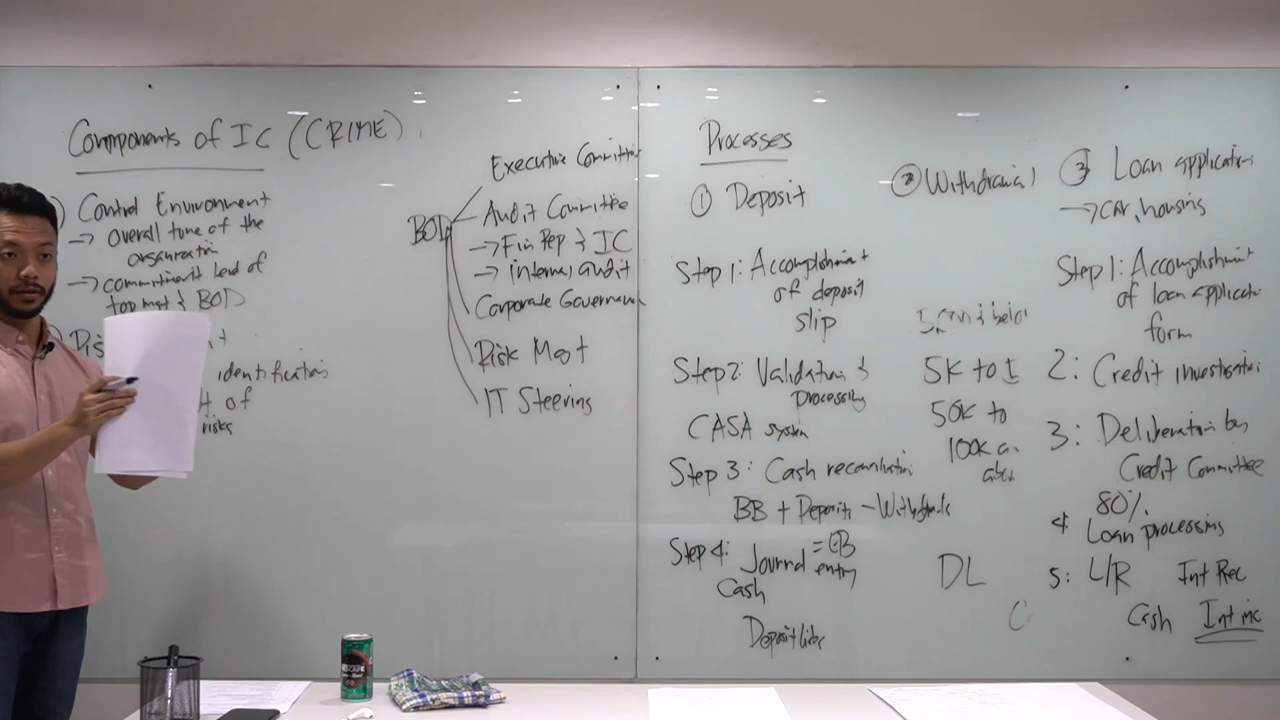 Components of IC (CRIME)
) Control Environment
→ overall tone of the
organization
→ commitment level of
top mgt & BOD
) Ris t
identification
t of
risks
BOD
Executive Committee
Audit Committee
→ Fin Rep & IC
→ internal audit
Corporate Governance
Risk Mgmt
IT Steering
Processes
① Deposit
Step 1: Accomplishment
of deposit
slip
Step 2: Validation &
processing
CASA system
Step 3: Cash reconciliation
BB + Deposits - Withdrawals
= EB
Step 4: Journal entry
Cash
Deposit liab
② Withdrawal
5K to
50K to
100K
DL
C
③ Loan application
→ car, housing
Step 1: Accomplishment
of loan application
form
2: Credit investigation
3: Deliberation by
Credit Committee
80%
4: Loan processing
5: L/R Int Rec
Cash Int inc